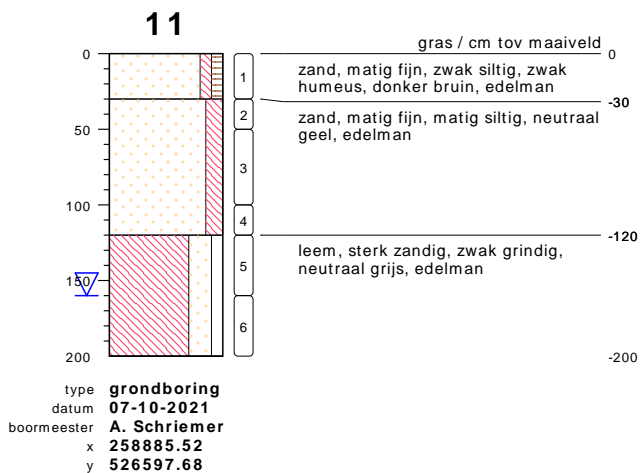 11
gras / cm tov maaiveld
0
0
1
zand, matig fijn, zwak siltig, zwak
humeus, donker bruin, edelman
-30
2
zand, matig fijn, matig siltig, neutraal
geel, edelman
50
3
100
4
-120
5
leem, sterk zandig, zwak grindig,
neutraal grijs, edelman
150
6
200
-200
type grondboring
datum 07-10-2021
boormeester A. Schriemer
x 258885.52
y 526597.68